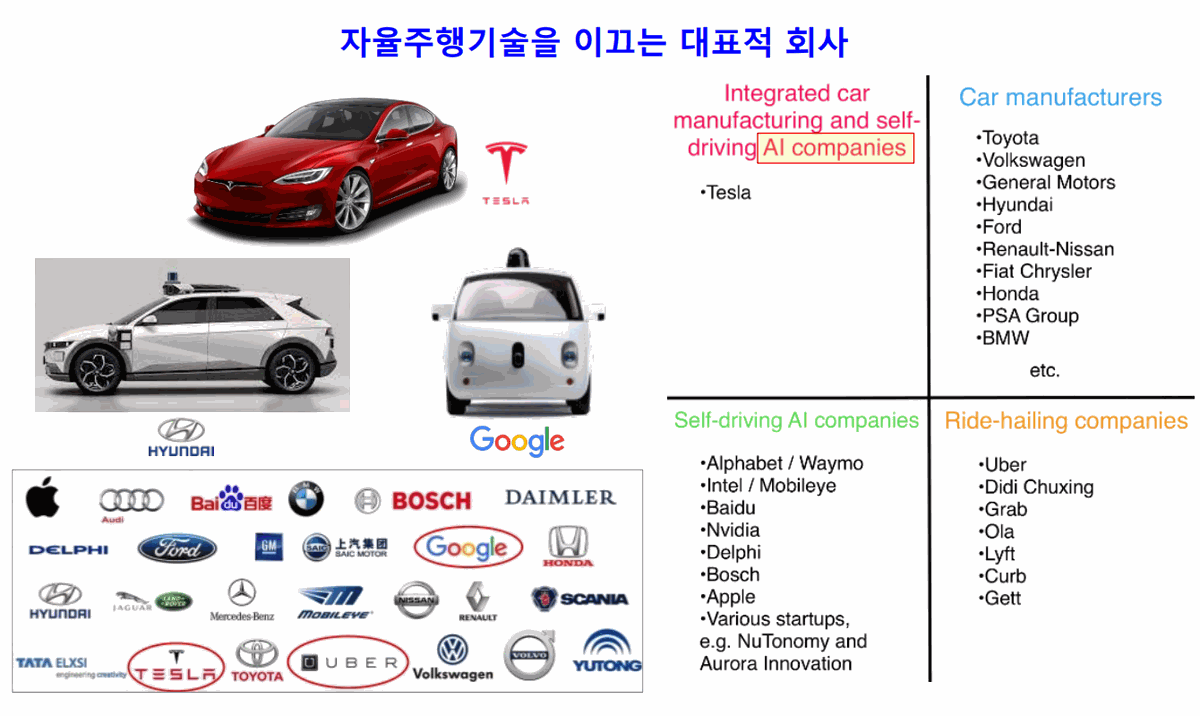 자율주행기술을 이끄는 대표적 회사
TESLA
HYUNDAI
Google
Audi
Bai du 百度
BMW
BOSCH
DAIMLER
DELPHI
Ford
GM
SAIC
上汽集团
SAIC MOTOR
Google
HONDA
HYUNDAI
JAGUAR
LAND-ROVER
Mercedes-Benz
MOBILEYE
NISSAN
RENAULT
SCANIA
TATA ELXSI
engineering creativity
TESLA
TOYOTA
UBER
Volkswagen
VOLVO
YUTONG
Integrated car
manufacturing and self-
driving AI companies
•Tesla
Car manufacturers
•Toyota
•Volkswagen
•General Motors
•Hyundai
•Ford
•Renault-Nissan
•Fiat Chrysler
•Honda
•PSA Group
•BMW
etc.
Self-driving AI companies
•Alphabet / Waymo
•Intel / Mobileye
•Baidu
•Nvidia
•Delphi
•Bosch
•Apple
•Various startups,
e.g. NuTonomy and
Aurora Innovation
Ride-hailing companies
•Uber
•Didi Chuxing
•Grab
•Ola
•Lyft
•Curb
•Gett